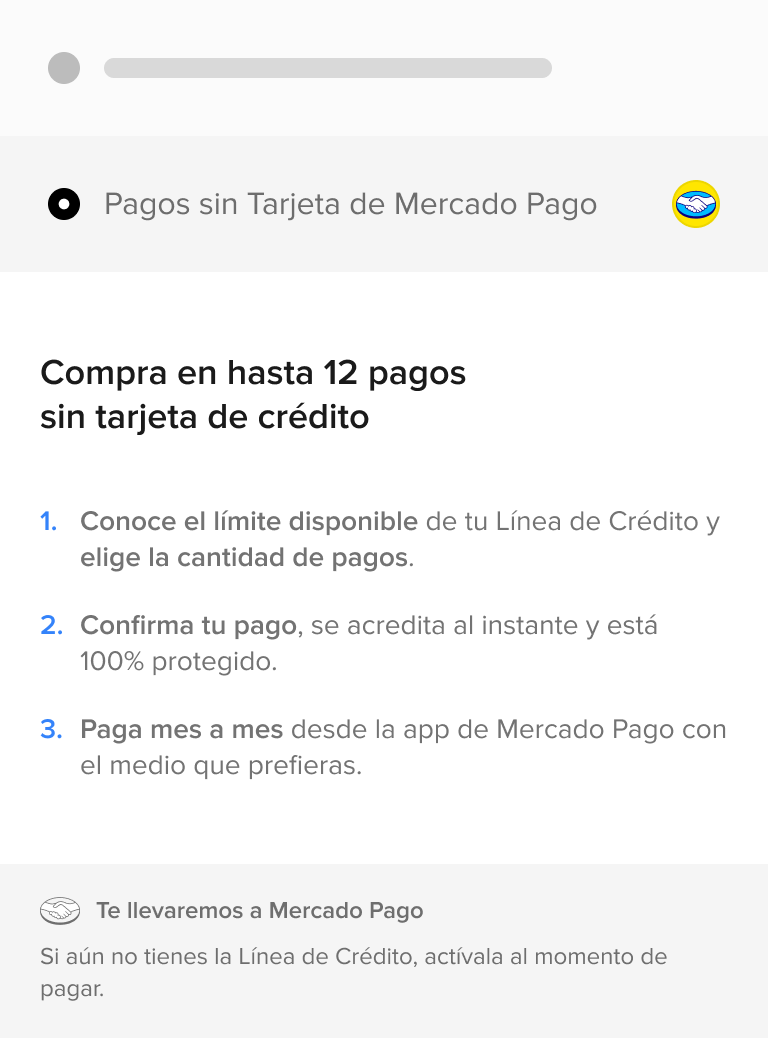 Pagos sin Tarjeta de Mercado Pago
Compra en hasta 12 pagos
sin tarjeta de crédito
1. Conoce el límite disponible de tu Línea de Crédito y
elige la cantidad de pagos.
2. Confirma tu pago, se acredita al instante y está
100% protegido.
3. Paga mes a mes desde la app de Mercado Pago con
el medio que prefieras.
Te llevaremos a Mercado Pago
Si aún no tienes la Línea de Crédito, actívala al momento de
pagar.